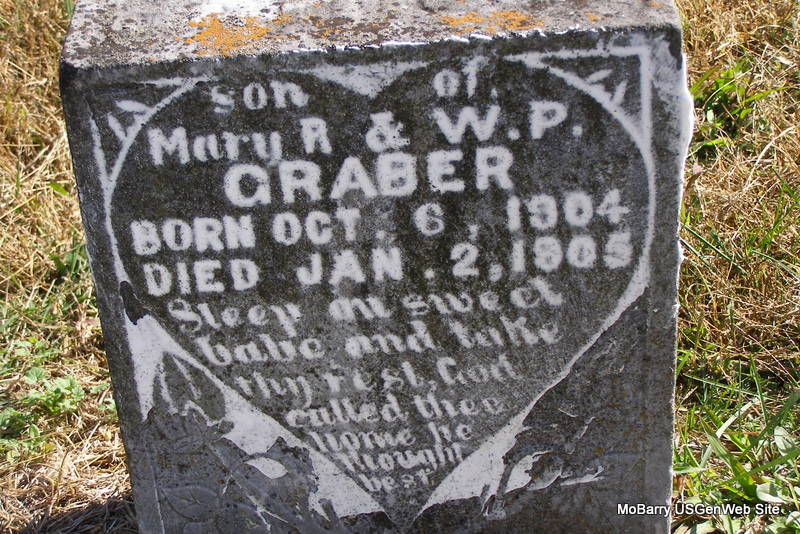 son of.
Mary R & W.P.
GRABER
BORN OCT. 6, 1904
DIED JAN. 2, 1905
Sleep on sweet
babe and take
thy rest, God
called thee
home he
thought
best.
MoBarry USGenWeb Site